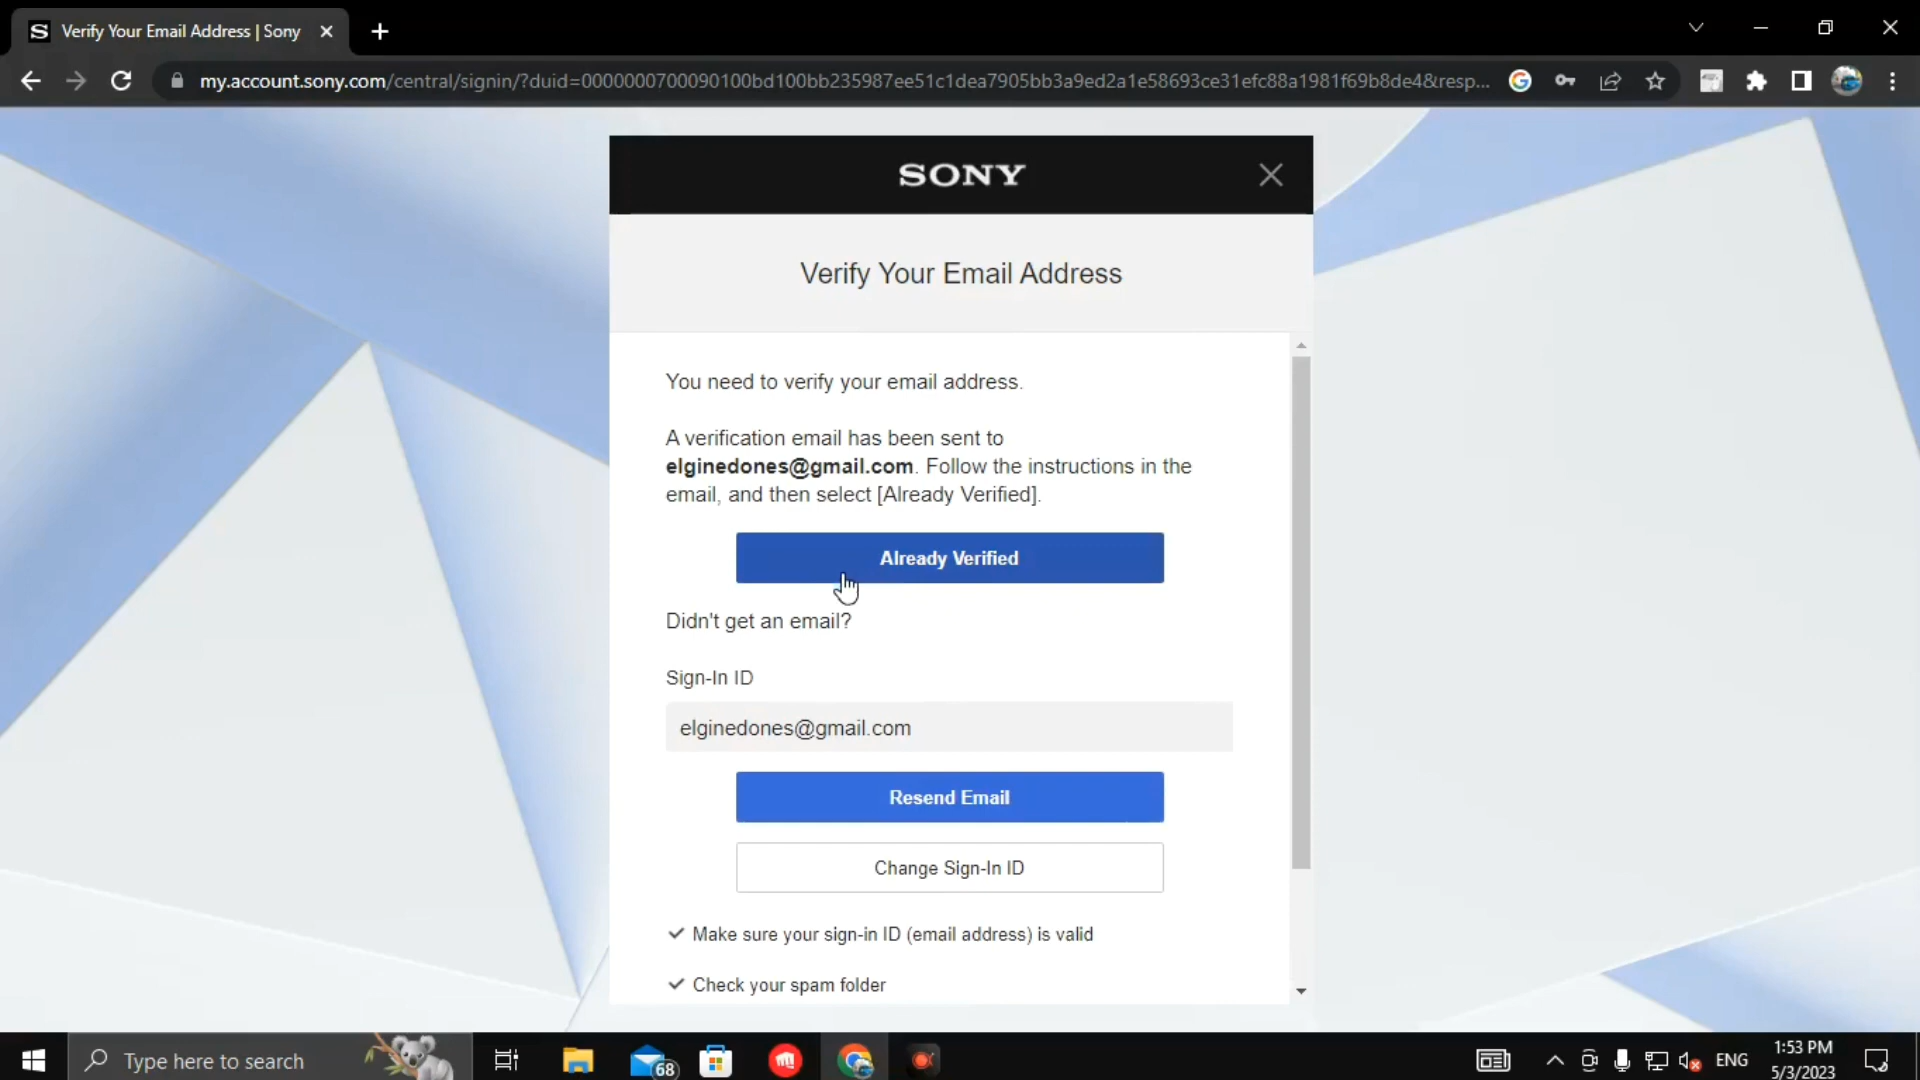 Verify Your Email Address | Sony
my.account.sony.com/central/signin/?duid=0000000700090100bd100bb235987ee51c1dea7905bb3a9ed2a1e58693ce31efc88a1981f69b8de4&resp...
SONY
Verify Your Email Address
You need to verify your email address.
A verification email has been sent to
elginedones@gmail.com. Follow the instructions in the
email, and then select [Already Verified].
Already Verified
Didn't get an email?
Sign-In ID
elginedones@gmail.com
Resend Email
Change Sign-In ID
Make sure your sign-in ID (email address) is valid
Check your spam folder
Type here to search
68
ENG
1:53 PM
5/3/2023